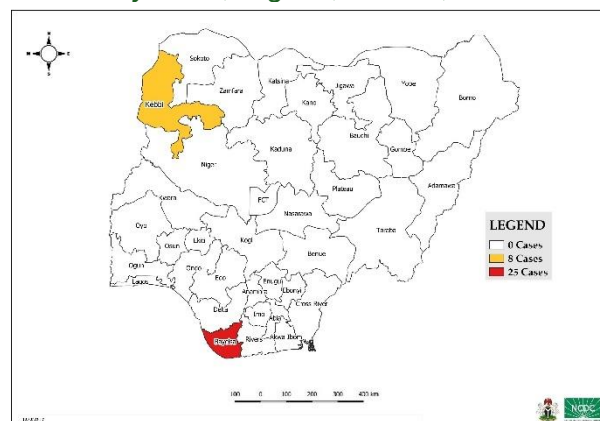 Sokoto
Katsina
Jigawa
Yobe
Borno
Zamfara
Kano
Kebbi
Bauchi
Gombe
Kaduna
Niger
Adamawa
Plateau
FCT
Kwara
Nasarawa
Taraba
Oyo
Ekiti
Kogi
Osun
Benue
Ogun
Ondo
Edo
Enugu
Lagos
Anambra
Ebonyi
Cross River
Delta
Imo
Abia
Bayelsa
Rivers
Akwa Ibom
LEGEND
0 Cases
8 Cases
25 Cases
100 0 100 200 300 400 km
NCDC